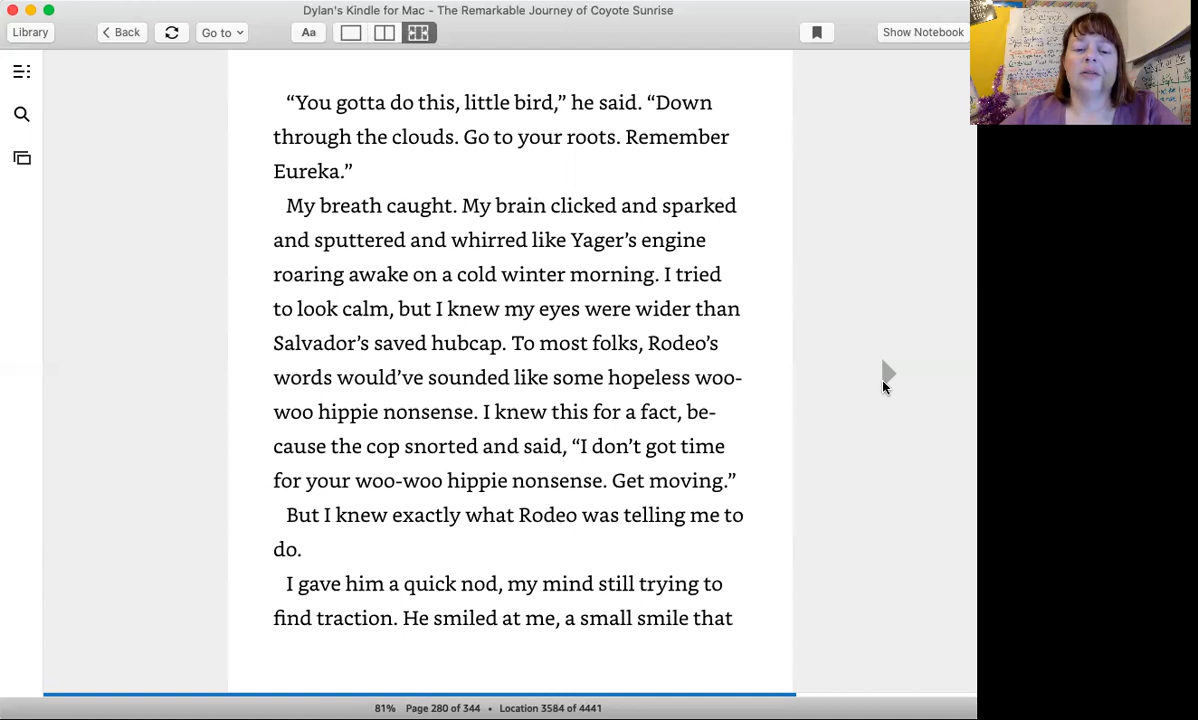 Dylan's Kindle for Mac - The Remarkable Journey of Coyote Sunrise
Library
Back
Go to
Aa
Show Notebook
“You gotta do this, little bird,” he said. “Down
through the clouds. Go to your roots. Remember
Eureka.”
My breath caught. My brain clicked and sparked
and sputtered and whirred like Yager’s engine
roaring awake on a cold winter morning. I tried
to look calm, but I knew my eyes were wider than
Salvador’s saved hubcap. To most folks, Rodeo’s
words would’ve sounded like some hopeless woo-
woo hippie nonsense. I knew this for a fact, be-
cause the cop snorted and said, “I don’t got time
for your woo-woo hippie nonsense. Get moving.”
But I knew exactly what Rodeo was telling me to
do.
I gave him a quick nod, my mind still trying to
find traction. He smiled at me, a small smile that
81% Page 280 of 344 • Location 3584 of 4441